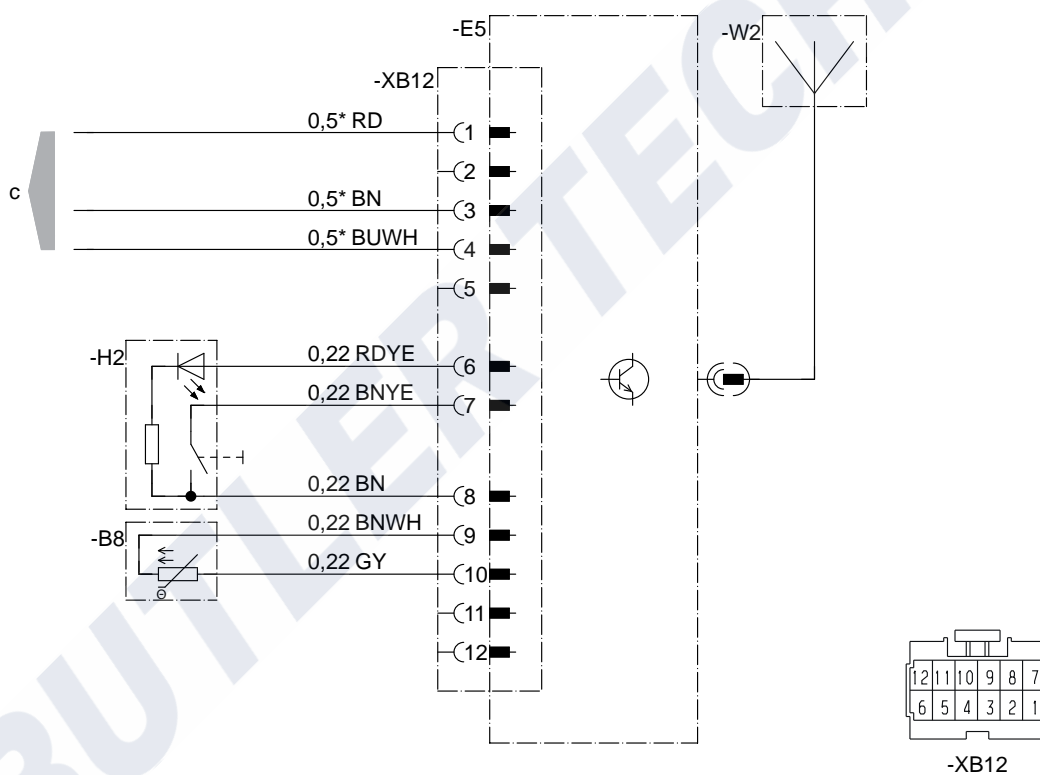 BUTLER TECH
-E5
-W2
-XB12
0,5* RD
1
2
c
0,5* BN
3
0,5* BUWH
4
5
-H2
0,22 RDYE
6
0,22 BNYE
7
0,22 BN
8
-B8
0,22 BNWH
9
0,22 GY
10
Θ
11
12
12 11 10 9 8 7
6 5 4 3 2 1
-XB12